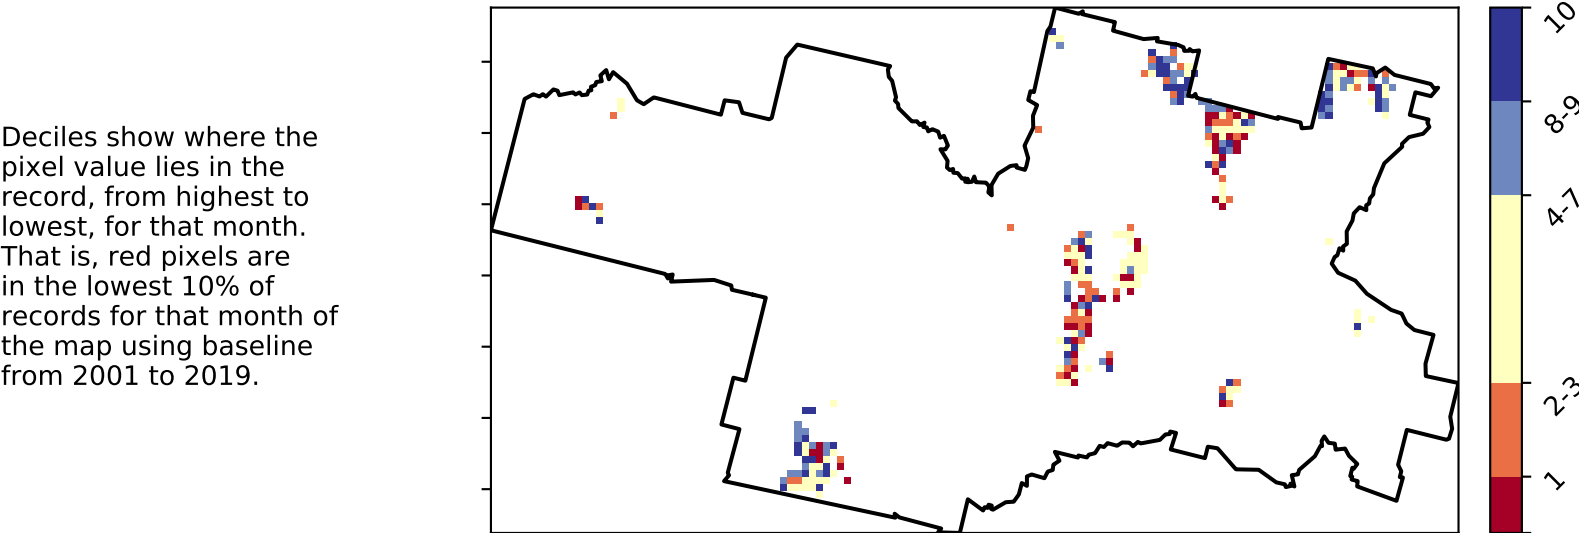 Deciles show where the
pixel value lies in the
record, from highest to
lowest, for that month.
That is, red pixels are
in the lowest 10% of
records for that month of
the map using baseline
from 2001 to 2019.
10
8-9
4-7
2-3
1